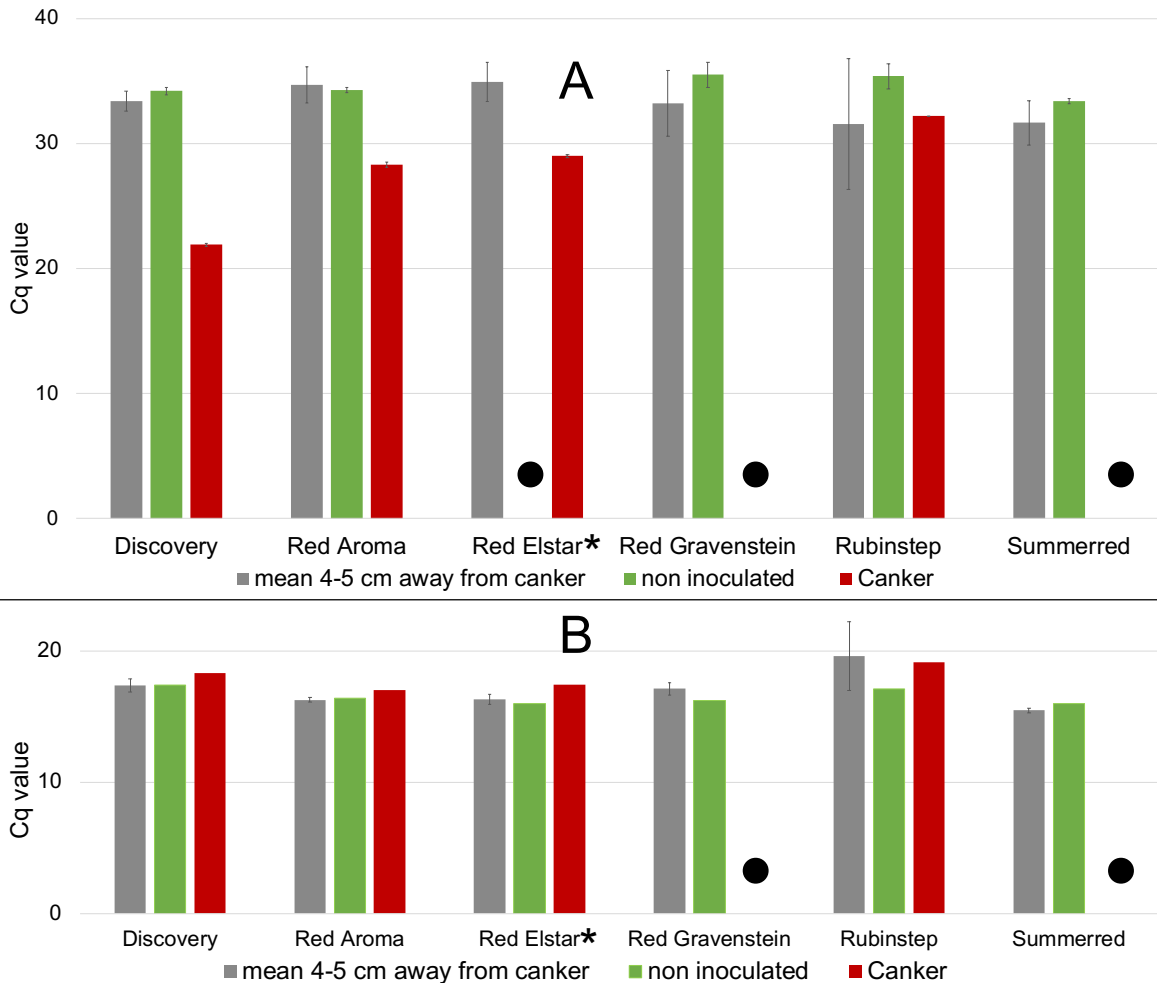 40
A
30
20
10
0
Cq value
Discovery Red Aroma Red Elstar* Red Gravenstein Rubinstep Summerred
mean 4-5 cm away from canker non inoculated Canker
B
20
10
0
Cq value
Discovery Red Aroma Red Elstar* Red Gravenstein Rubinstep Summerred
mean 4-5 cm away from canker non inoculated Canker